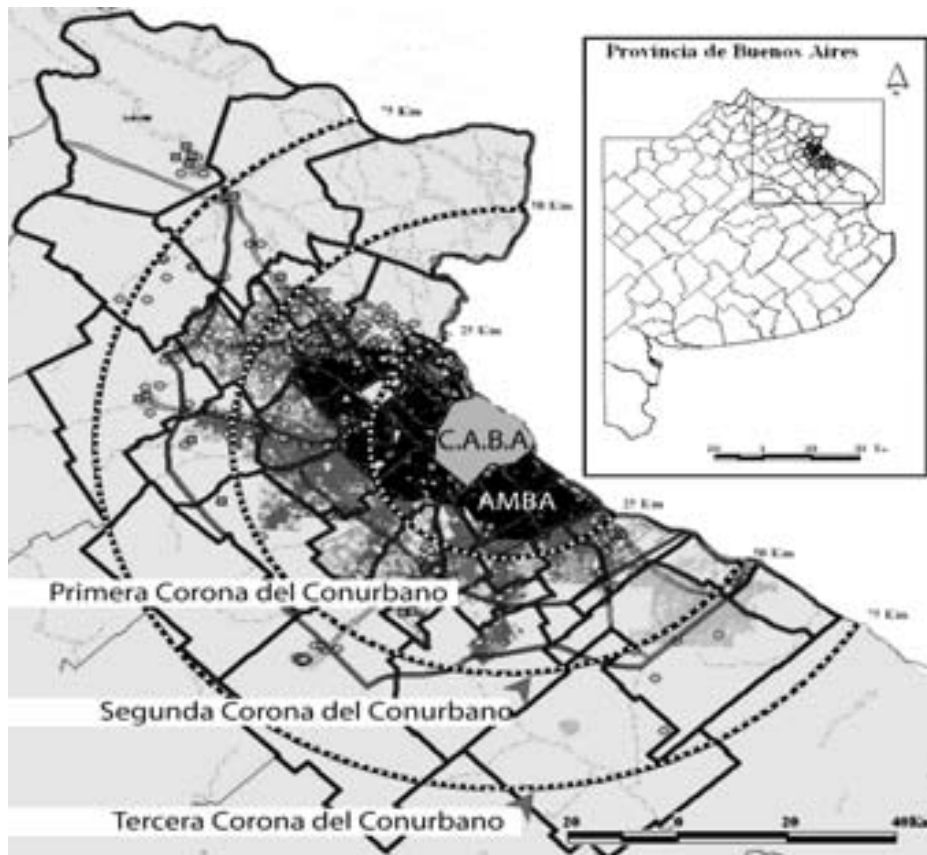 Provincia de Buenos Aires
75 Km
50 Km
25 Km
C.A.B.A
AMBA
25 Km
50 Km
75 Km
Primera Corona del Conurbano
Segunda Corona del Conurbano
Tercera Corona del Conurbano
20 0 20 40Km